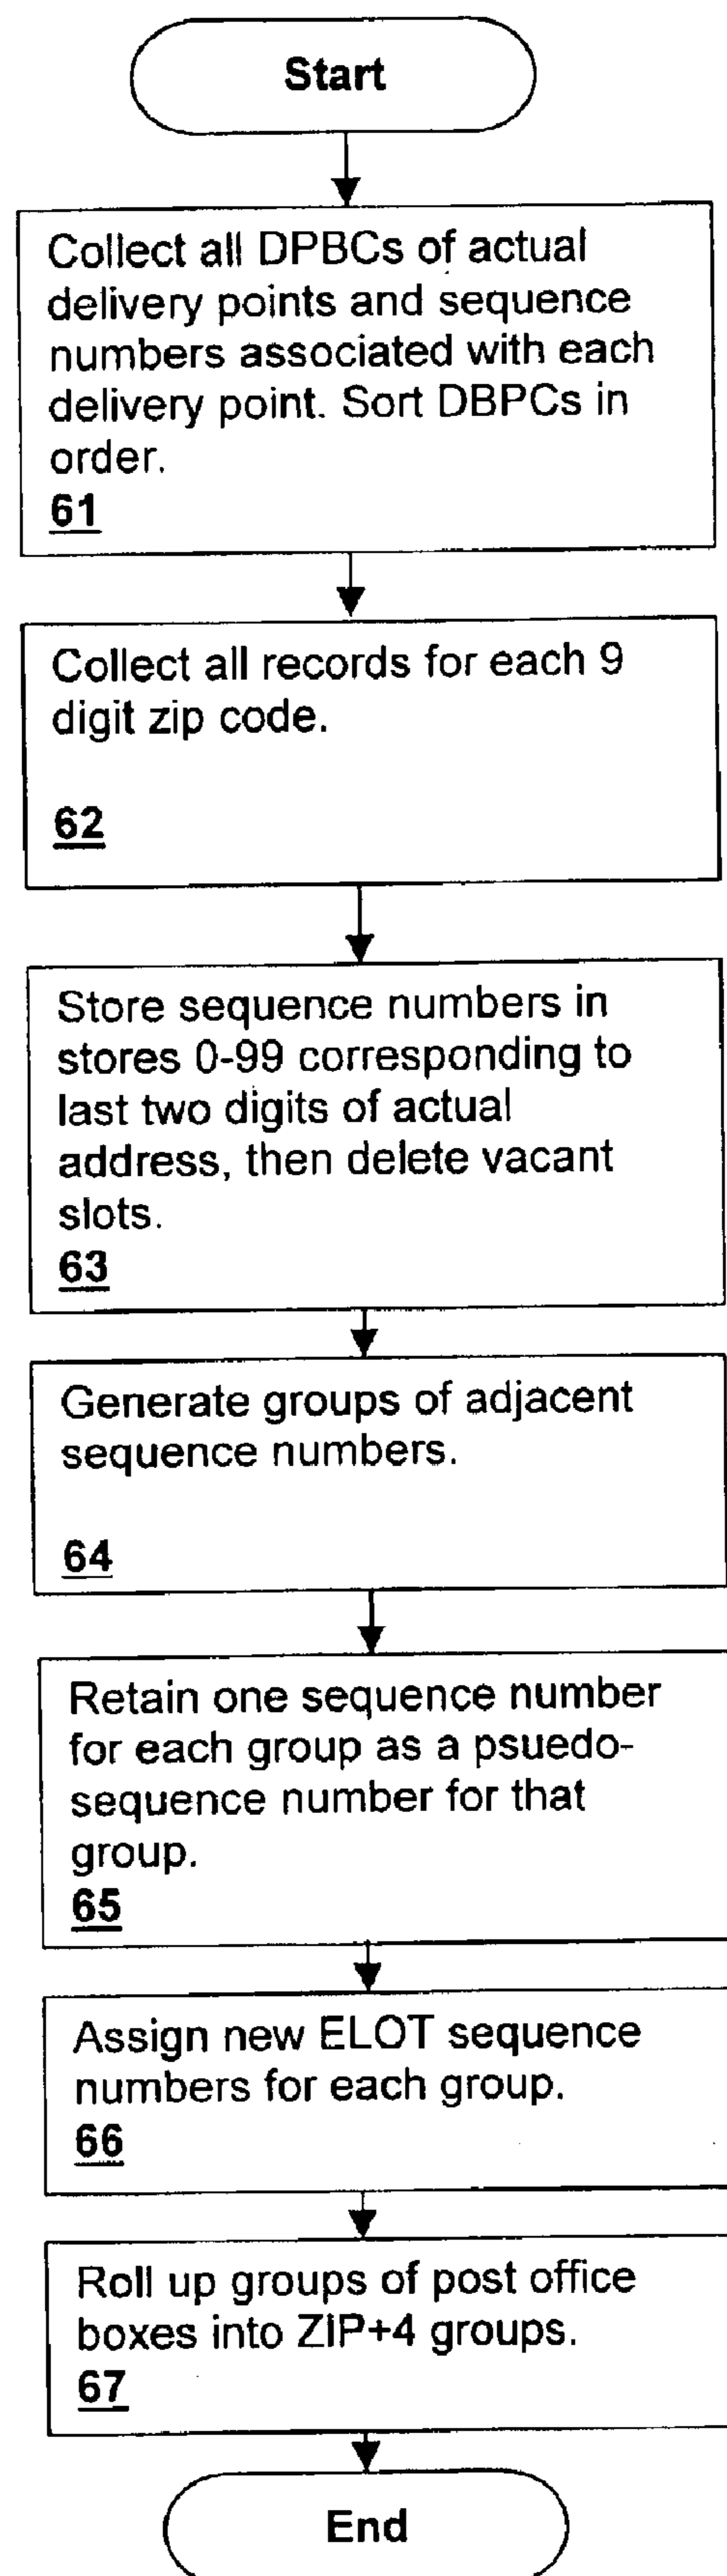 Start
Collect all DPBCs of actual
delivery points and sequence
numbers associated with each
delivery point. Sort DBPCs in
order.
61
Collect all records for each 9
digit zip code.
62
Store sequence numbers in
stores 0-99 corresponding to
last two digits of actual
address, then delete vacant
slots.
63
Generate groups of adjacent
sequence numbers.
64
Retain one sequence number
for each group as a psuedo-
sequence number for that
group.
65
Assign new ELOT sequence
numbers for each group.
66
Roll up groups of post office
boxes into ZIP+4 groups.
67
End